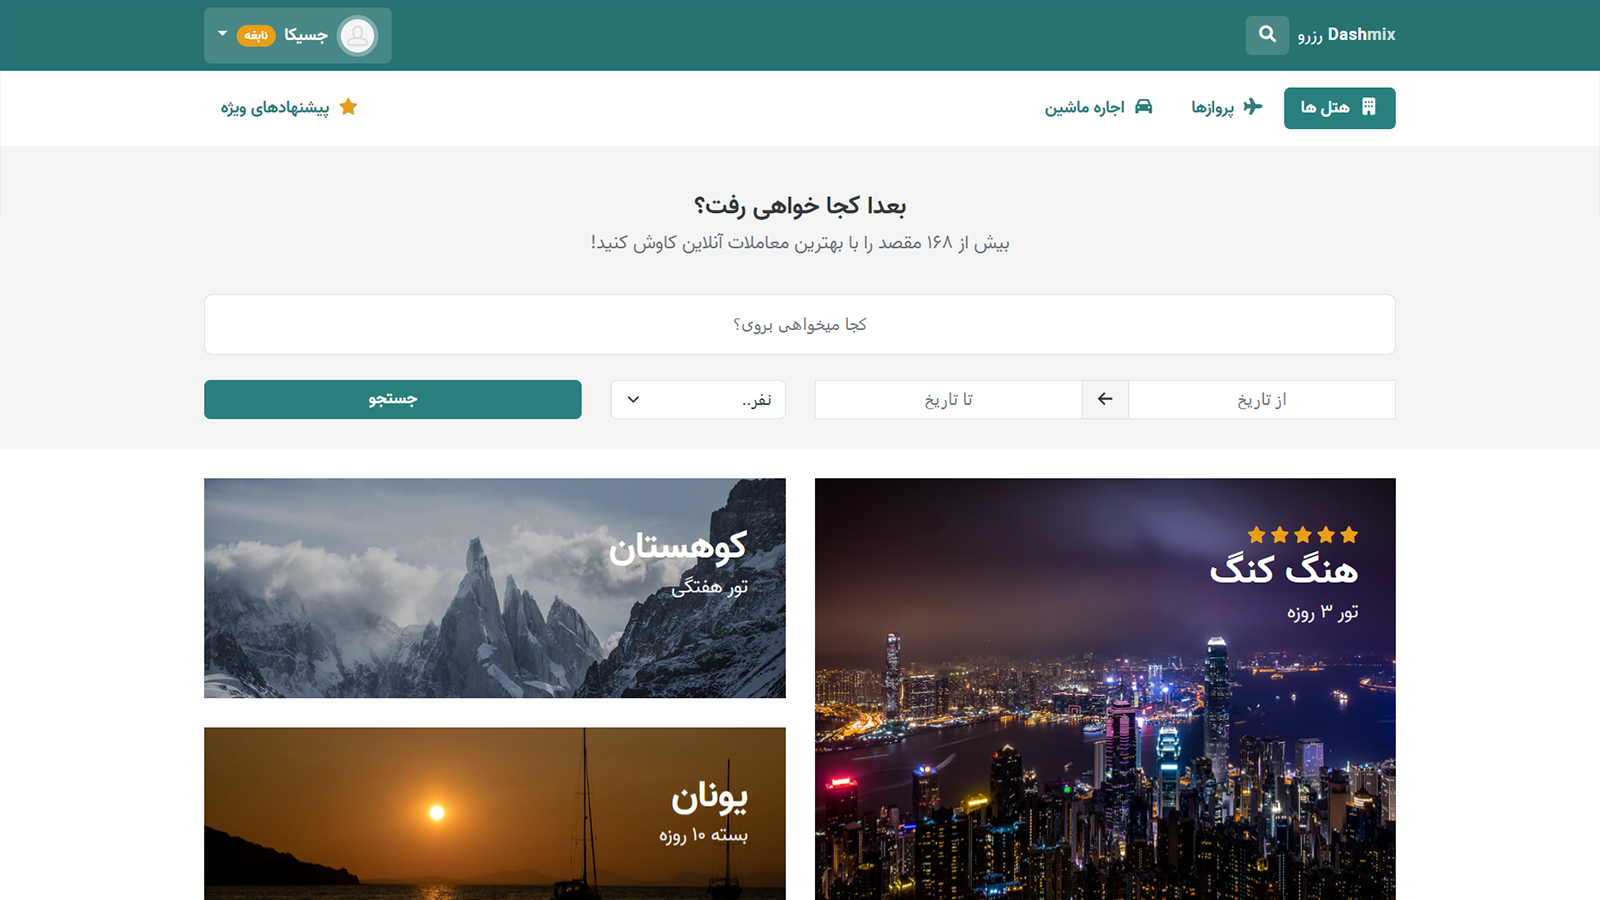 Dashmix رزرو
جسیکا نابغه
هتل ها
پروازها
اجاره ماشین
پیشنهادهای ویژه
بعدا کجا خواهی رفت؟
بیش از ۱۶۸ مقصد را با بهترین معاملات آنلاین کاوش کنید!
کجا میخواهی بروی؟
از تاریخ
تا تاریخ
نفر..
جستجو
هنگ کنگ
تور ۳ روزه
کوهستان
تور هفتگی
یونان
بسته ۱۰ روزه